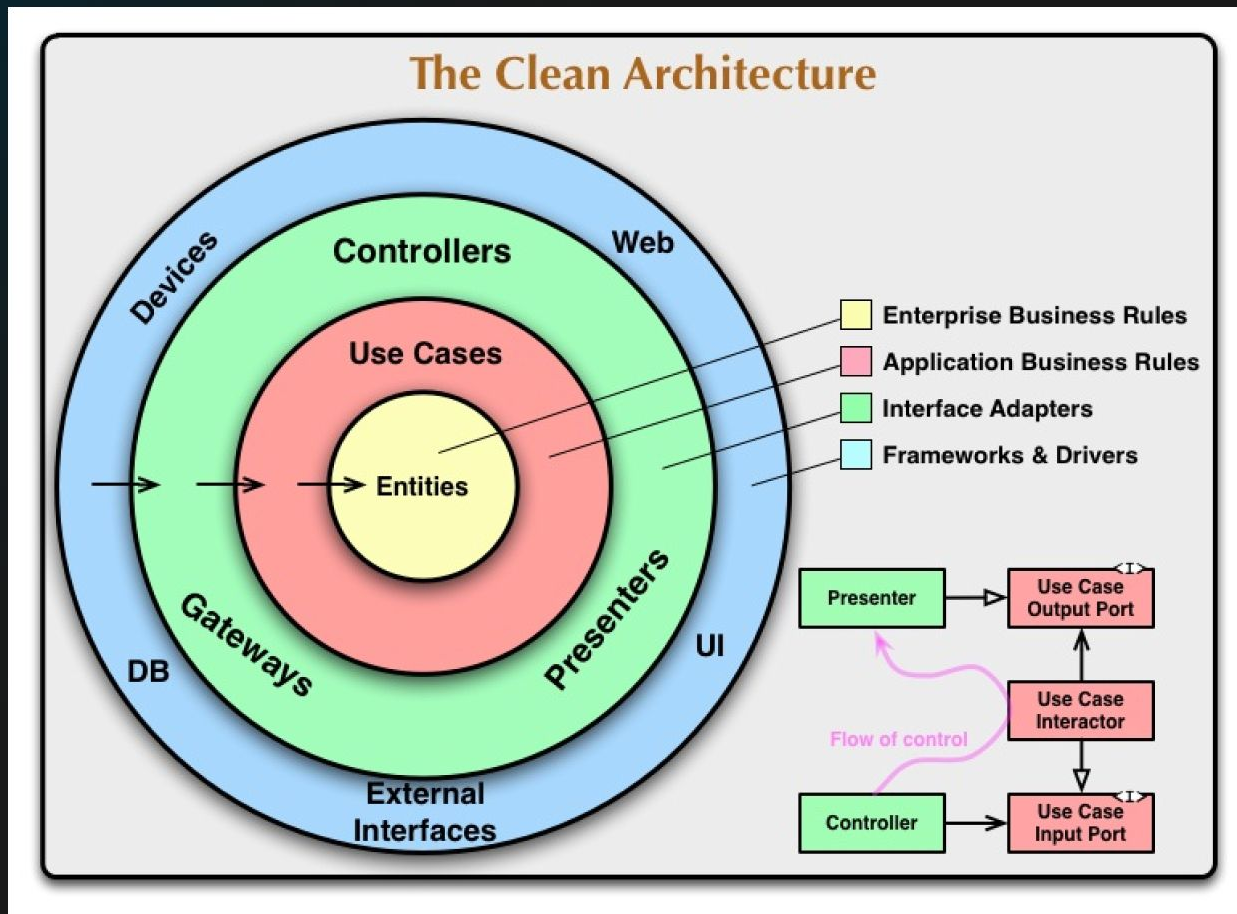 The Clean Architecture
Devices
Controllers
Web
Use Cases
Entities
Gateways
Presenters
DB
UI
External
Interfaces
Enterprise Business Rules
Application Business Rules
Interface Adapters
Frameworks & Drivers
Presenter
<I>
Use Case
Output Port
Use Case
Interactor
Flow of control
Controller
<I>
Use Case
Input Port